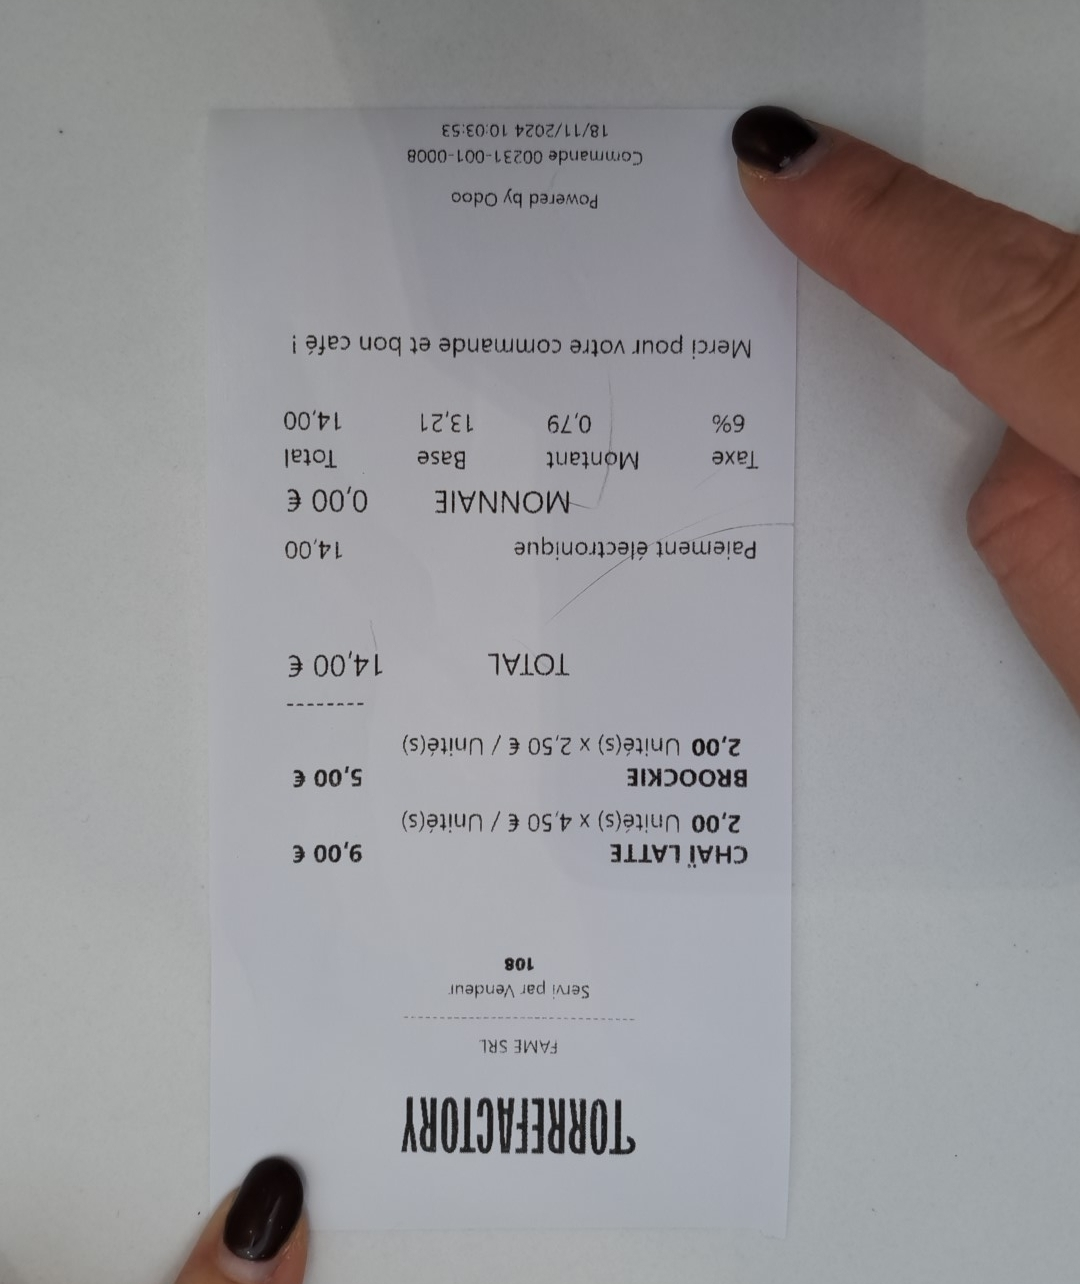 TORREFACTORY
FAME SRL
--------------------------------
Servi par Vendeur
108
CHAÏ LATTE 9,00 €
2,00 Unité(s) x 4,50 € / Unité(s)
BROOCKIE 5,00 €
2,00 Unité(s) x 2,50 € / Unité(s)
--------
TOTAL 14,00 €
Paiement électronique 14,00
MONNAIE 0,00 €
Taxe Montant Base Total
6% 0,79 13,21 14,00
Merci pour votre commande et bon café !
Powered by Odoo
Commande 00231-001-0008
18/11/2024 10:03:53